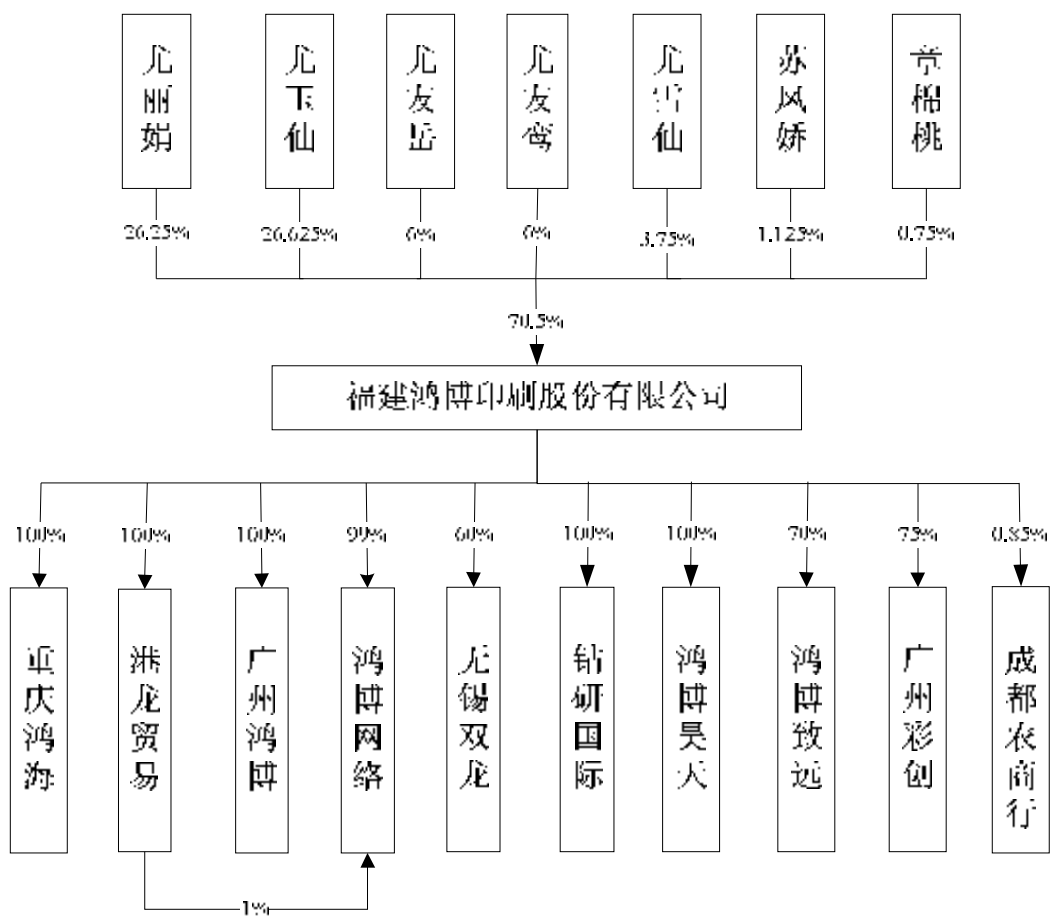 尤丽娟
尤玉仙
尤友岳
尤友鸾
尤雪仙
苏凤娇
章棉桃
26.25%
26.625%
6%
6%
3.75%
1.125%
0.75%
70.5%
福建鸿博印刷股份有限公司
100%
100%
100%
99%
60%
100%
100%
70%
75%
0.85%
重庆鸿海
港龙贸易
广州鸿博
鸿博网络
无锡双龙
钻研国际
鸿博昊天
鸿博致远
广州彩创
成都农商行
1%